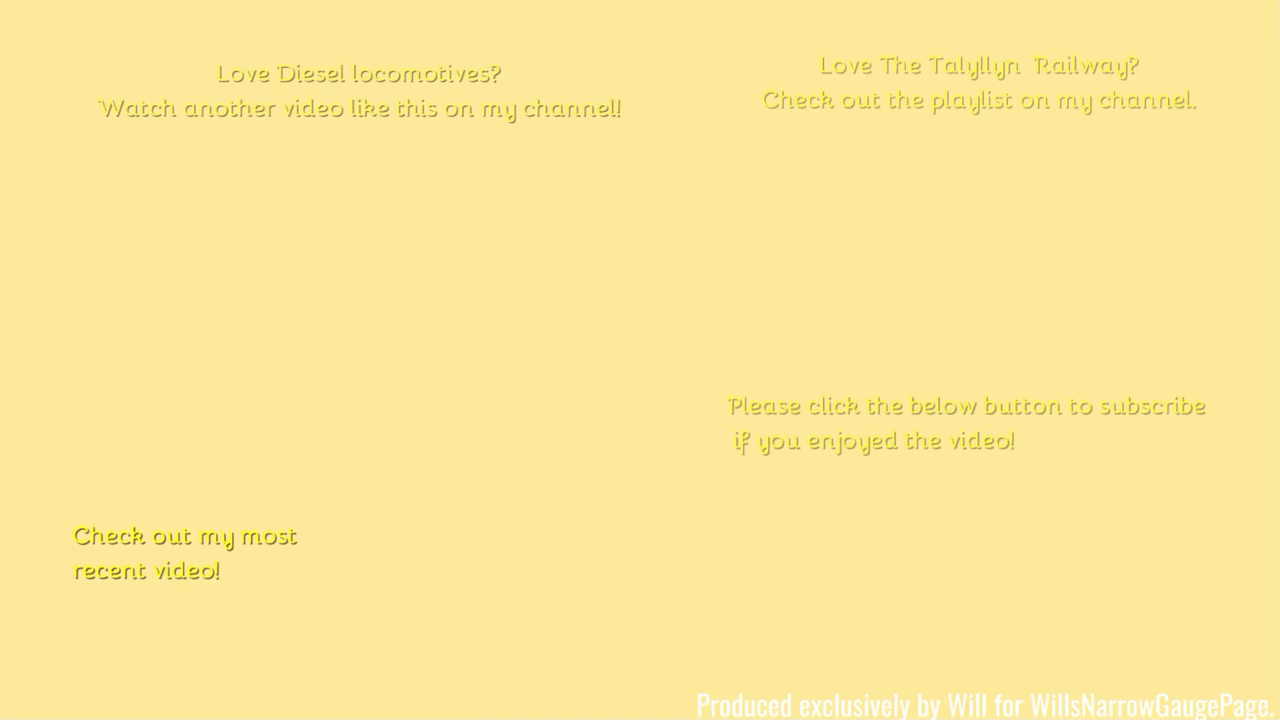 Love Diesel locomotives?
Watch another video like this on my channel!
Love The Talyllyn Railway?
Check out the playlist on my channel.
Please click the below button to subscribe
if you enjoyed the video!
Check out my most
recent video!
Produced exclusively by Will for WillsNarrowGaugePage.